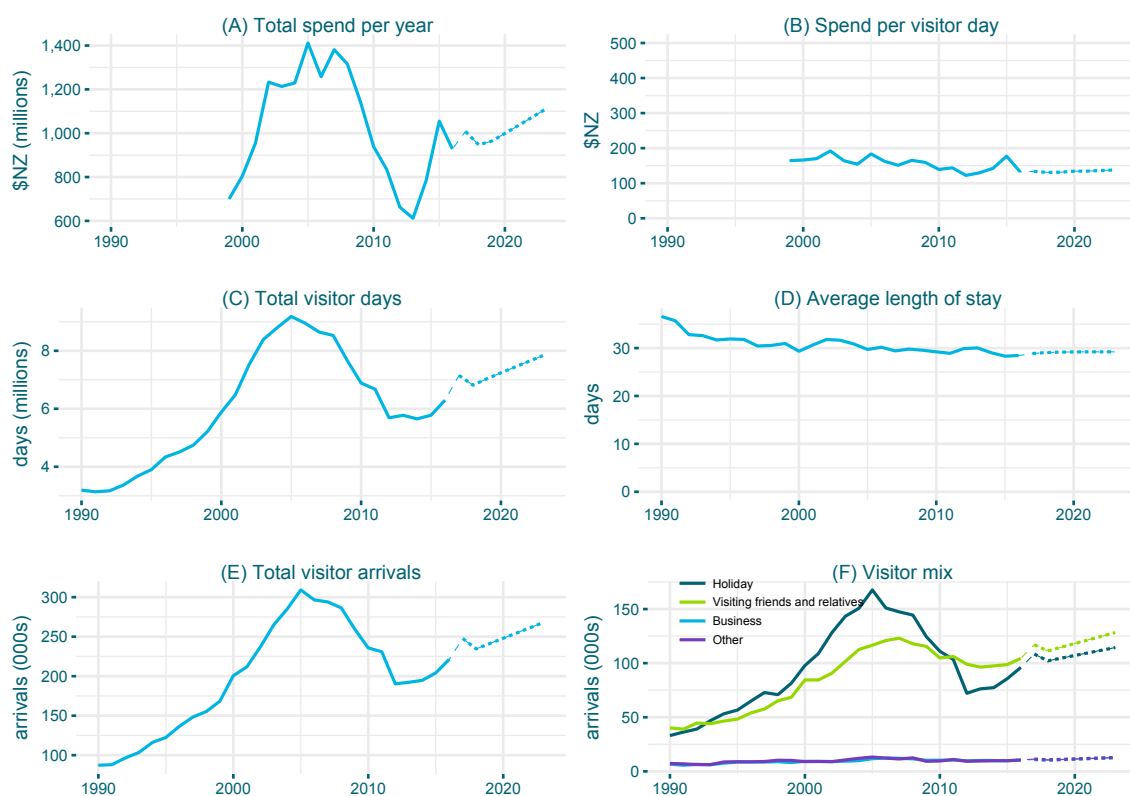 (A) Total spend per year
$NZ (millions)
1,400
1,200
1,000
800
600
1990 2000 2010 2020
(B) Spend per visitor day
$NZ
500
400
300
200
100
0
1990 2000 2010 2020
(C) Total visitor days
days (millions)
8
6
4
1990 2000 2010 2020
(D) Average length of stay
days
30
20
10
0
1990 2000 2010 2020
(E) Total visitor arrivals
arrivals (000s)
300
250
200
150
100
1990 2000 2010 2020
(F) Visitor mix
Holiday
Visiting friends and relatives
Business
Other
arrivals (000s)
150
100
50
0
1990 2000 2010 2020